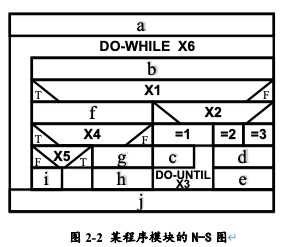 a
DO-WHILE X6
b
X1
T F
f X2
T X4 F =1 =2 =3
F X5 T g c d
i h DO-UNTIL X3 e
j
图 2-2 某程序模块的 N-S 图↵